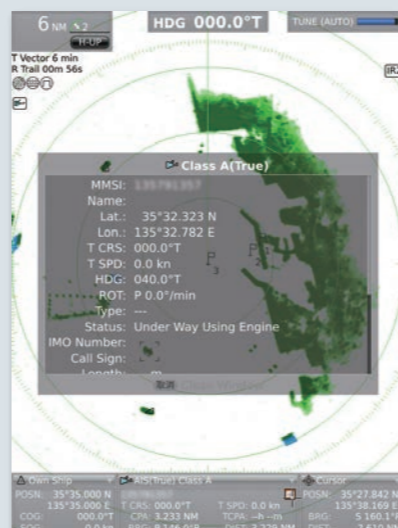 6 NM
2
HDG 000.0°T
TUNE (AUTO)
H-UP
T Vector 6 min
R Trail 00m 56s
Class A(True)
MMSI:
Name:
Lat.: 35°32.323 N
Lon.: 135°32.782 E
T CRS: 000.0°T
T SPD: 0.0 kn
HDG: 040.0°T
ROT: P 0.0°/min
Type: ---
Status: Under Way Using Engine
IMO Number:
Call Sign:
P
3
取消
Own Ship
AIS(True) Class A
Cursor
POSN: 35°35.000 N
135°35.000 E
COG: 000.0°T
T CRS: 000.0°T
T SPD: 0.0 kn
CPA: 3.233 NM
TCPA: --h --m
POSN: 35°27.842 N
135°38.169 E
BRG: S 160.1°